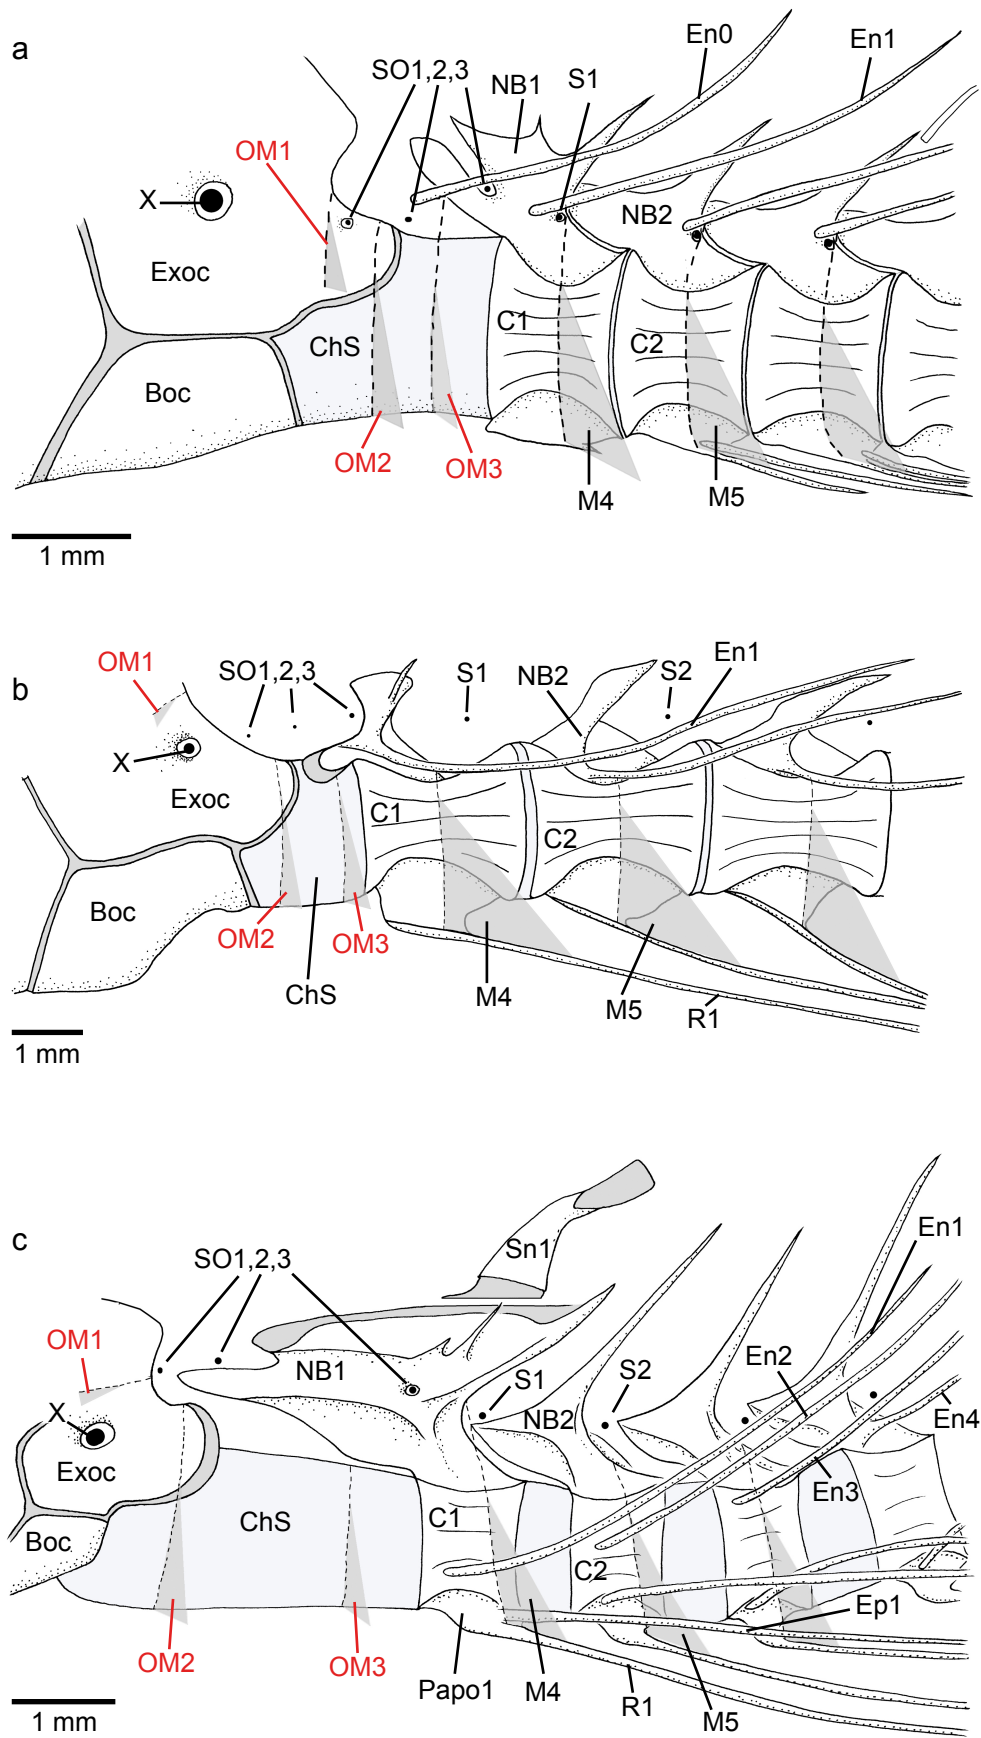 a
En0
En1
SO1,2,3
NB1
S1
OM1
X
NB2
Exoc
C1
ChS
C2
Boc
OM2
OM3
M4
M5
1 mm
b
OM1
SO1,2,3
S1
NB2
S2
En1
X
Exoc
C1
C2
Boc
OM2
OM3
ChS
M4
M5
R1
1 mm
c
Sn1
En1
SO1,2,3
OM1
NB1
S1
S2
En2
X
NB2
En4
Exoc
En3
ChS
C1
Boc
C2
Ep1
OM2
OM3
Papo1
M4
R1
M5
1 mm